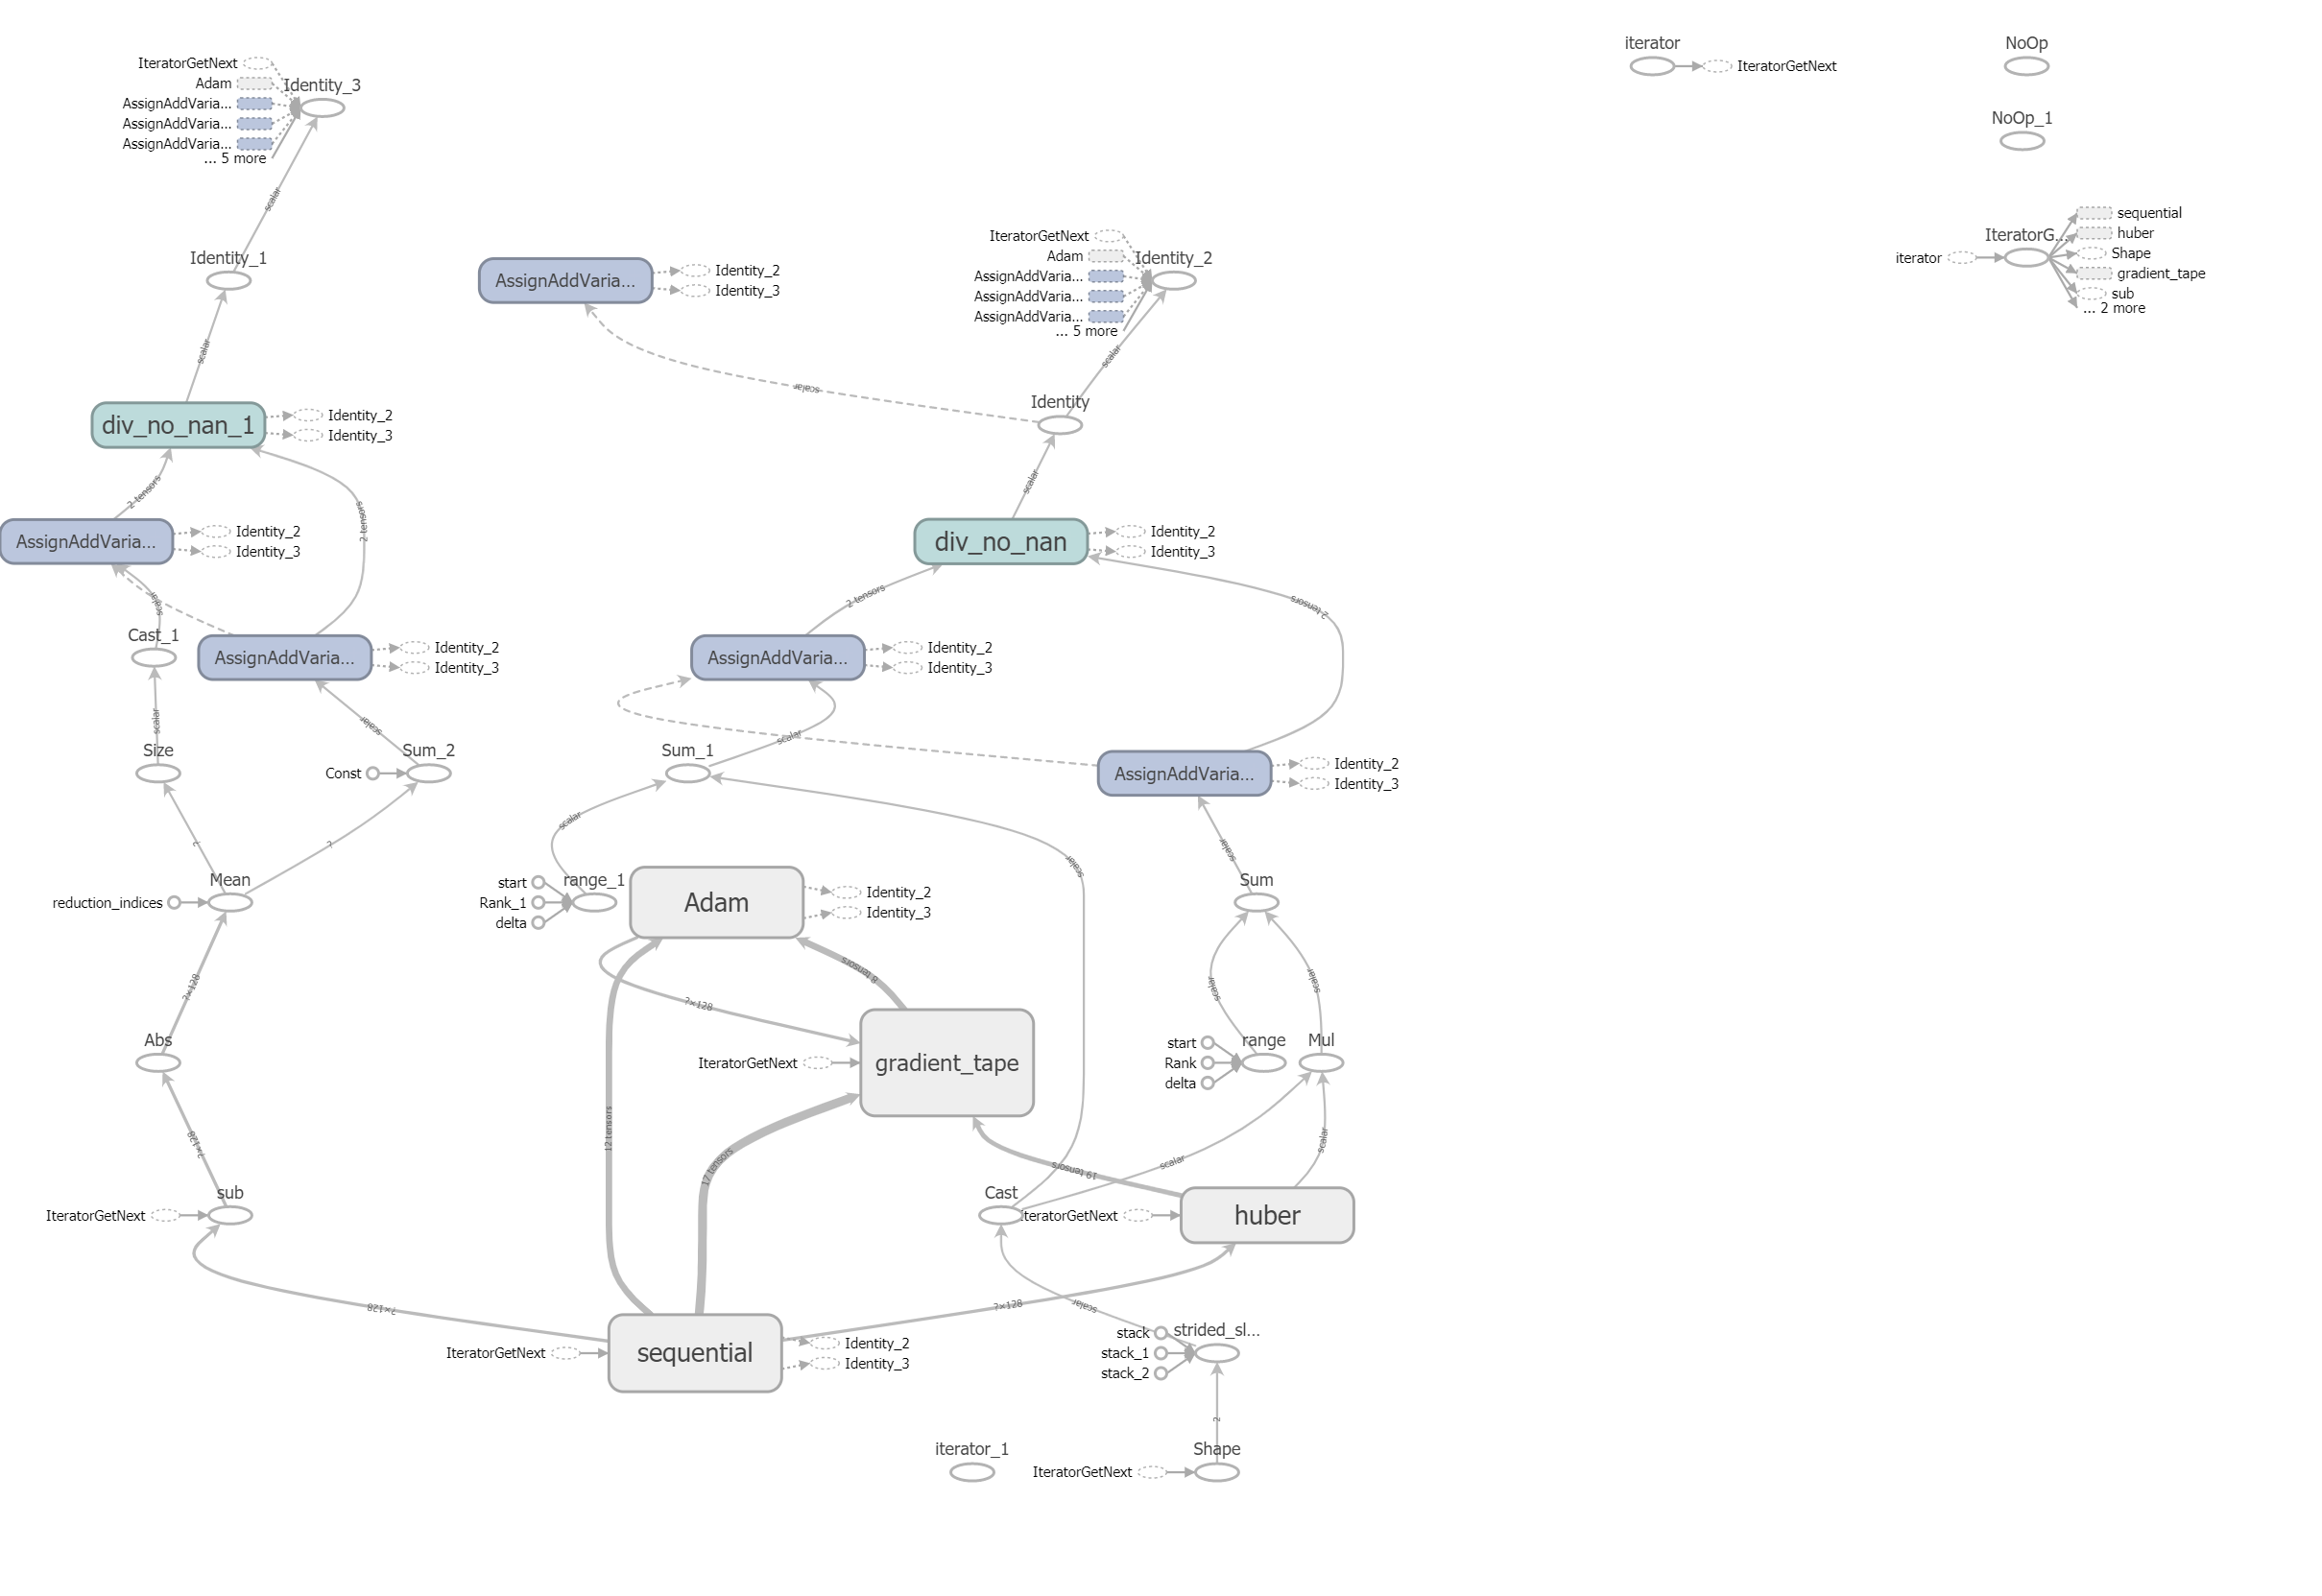 iterator
IteratorGetNext
NoOp
IteratorGetNext
Adam
AssignAddVaria...
AssignAddVaria...
AssignAddVaria...
... 5 more
Identity_3
NoOp_1
scalar
sequential
huber
Shape
gradient_tape
sub
... 2 more
IteratorG...
iterator
IteratorGetNext
Adam
AssignAddVaria...
AssignAddVaria...
AssignAddVaria...
... 5 more
Identity_2
Identity_1
AssignAddVaria...
Identity_2
Identity_3
scalar
scalar
scalar
Identity
div_no_nan_1
Identity_2
Identity_3
scalar
2 tensors
2 tensors
AssignAddVaria...
Identity_2
Identity_3
div_no_nan
Identity_2
Identity_3
scalar
2 tensors
2 tensors
Cast_1
AssignAddVaria...
Identity_2
Identity_3
AssignAddVaria...
Identity_2
Identity_3
scalar
scalar
scalar
Size
Const
Sum_2
Sum_1
AssignAddVaria...
Identity_2
Identity_3
?
?
scalar
scalar
scalar
Mean
reduction_indices
start
Rank_1
delta
range_1
Adam
Identity_2
Identity_3
Sum
?×128
8 tensors
?×128
scalar
scalar
Abs
IteratorGetNext
gradient_tape
start
Rank
delta
range
Mul
?×128
12 tensors
17 tensors
19 tensors
scalar
scalar
sub
IteratorGetNext
Cast
IteratorGetNext
huber
?×128
?×128
scalar
IteratorGetNext
sequential
Identity_2
Identity_3
stack
stack_1
stack_2
strided_sl...
2
iterator_1
IteratorGetNext
Shape